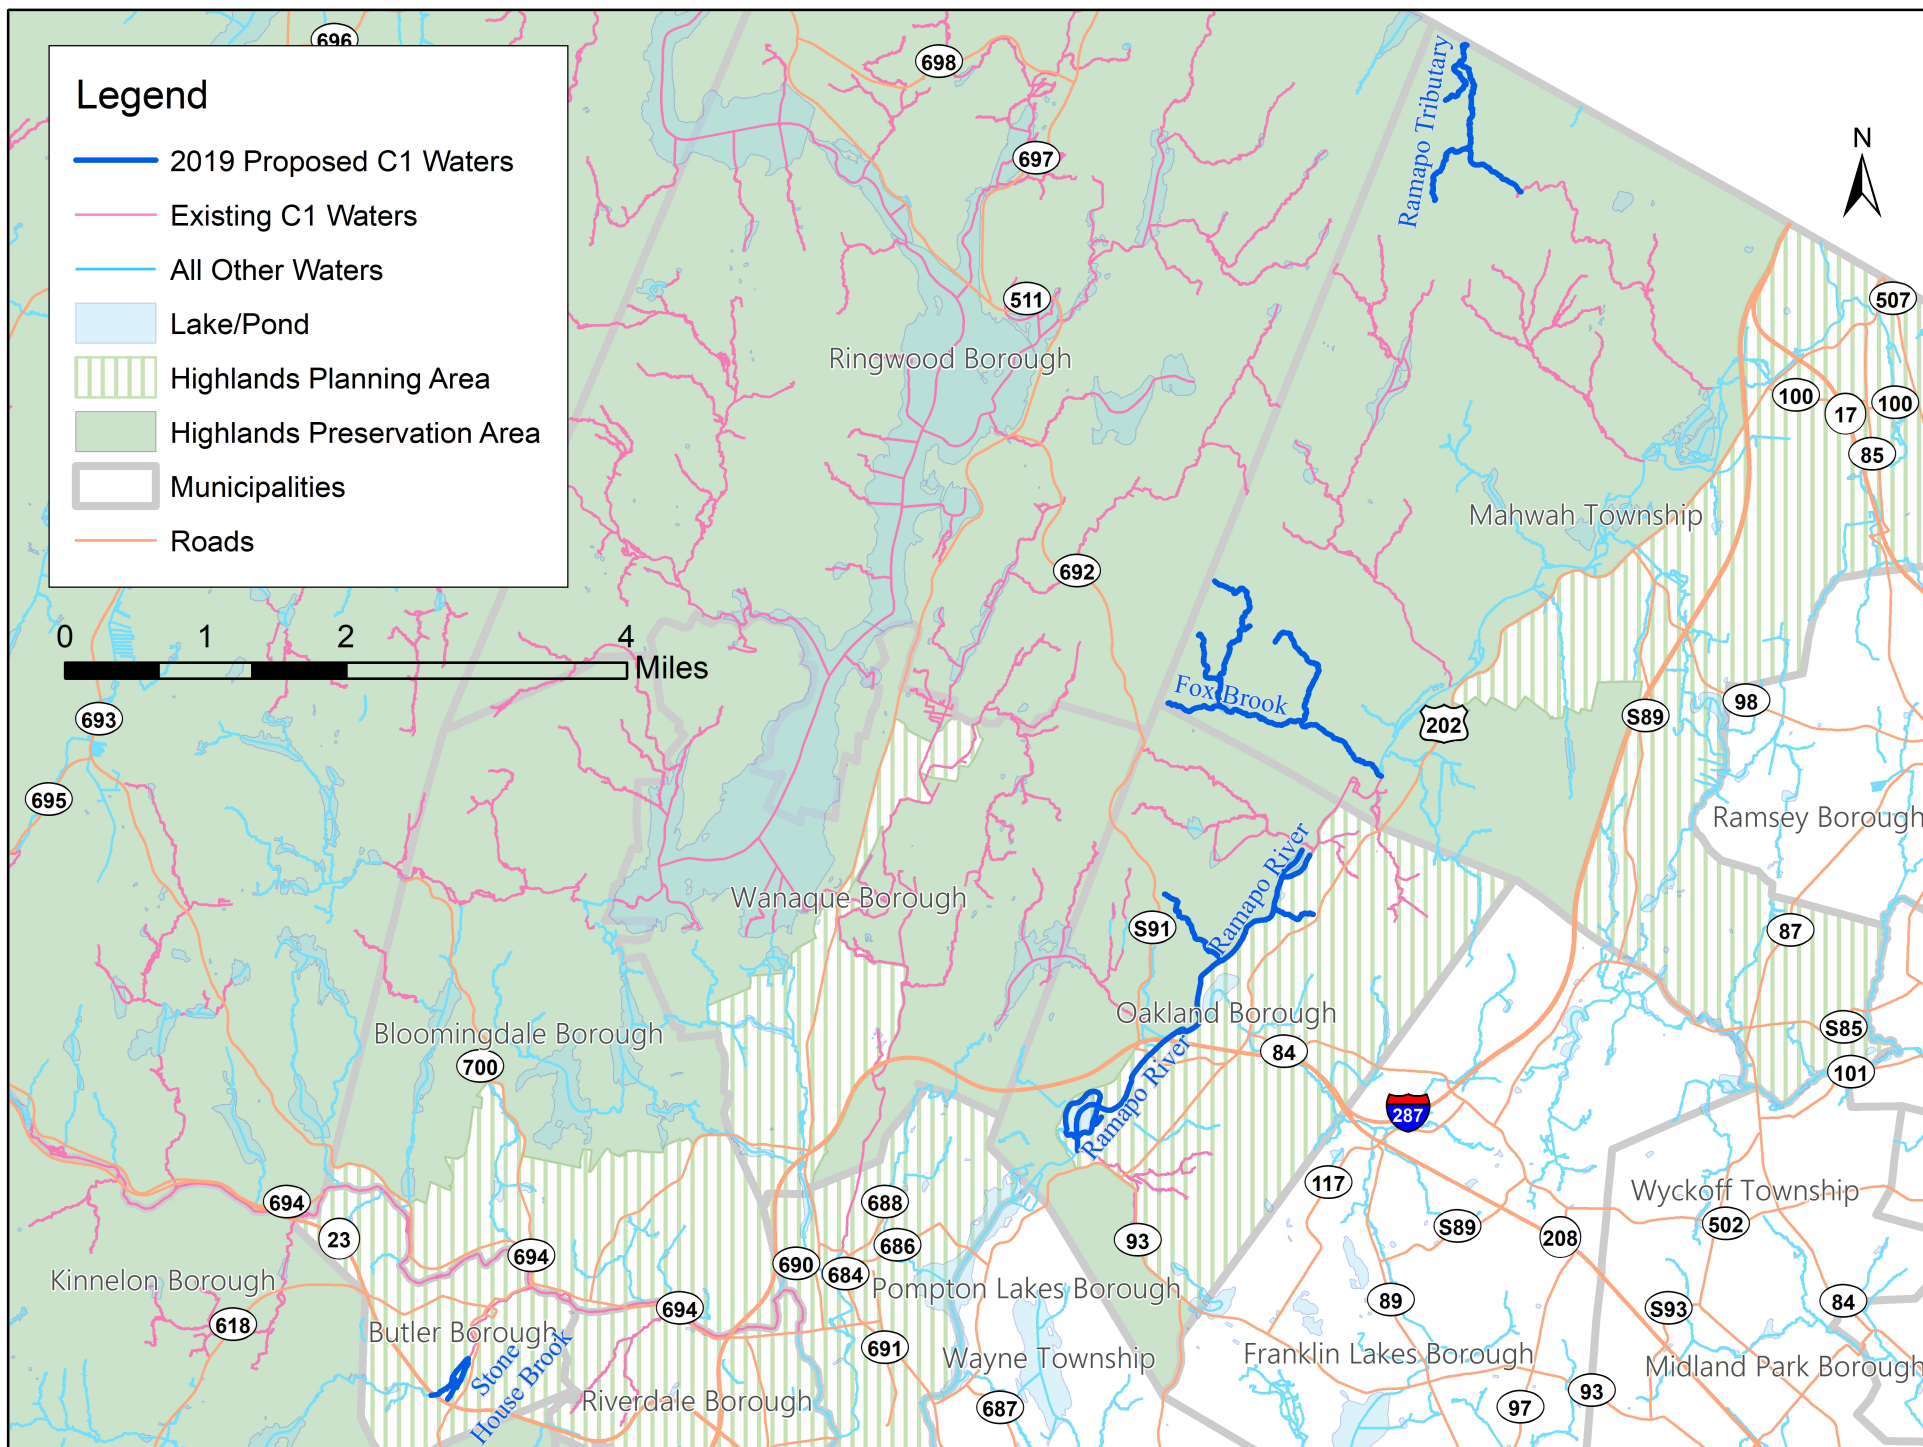 696
Legend
2019 Proposed C1 Waters
Existing C1 Waters
All Other Waters
Lake/Pond
Highlands Planning Area
Highlands Preservation Area
Municipalities
Roads
0 1 2 4
Miles
698
697
511
Ringwood Borough
Ramapo Tributary
N
507
100
17
100
85
Mahwah Township
692
Fox Brook
202
S89
98
693
695
Ramsey Borough
Wanaque Borough
S91
Ramapo River
87
Oakland Borough
Bloomingdale Borough
700
84
Ramapo River
S85
101
287
694
23
688
686
690
684
93
117
S89
208
Wyckoff Township
502
Kinnelon Borough
618
694
694
Pompton Lakes Borough
89
S93
84
Butler Borough
Stone
House Brook
691
Wayne Township
Franklin Lakes Borough
Midland Park Borough
Riverdale Borough
687
97
93